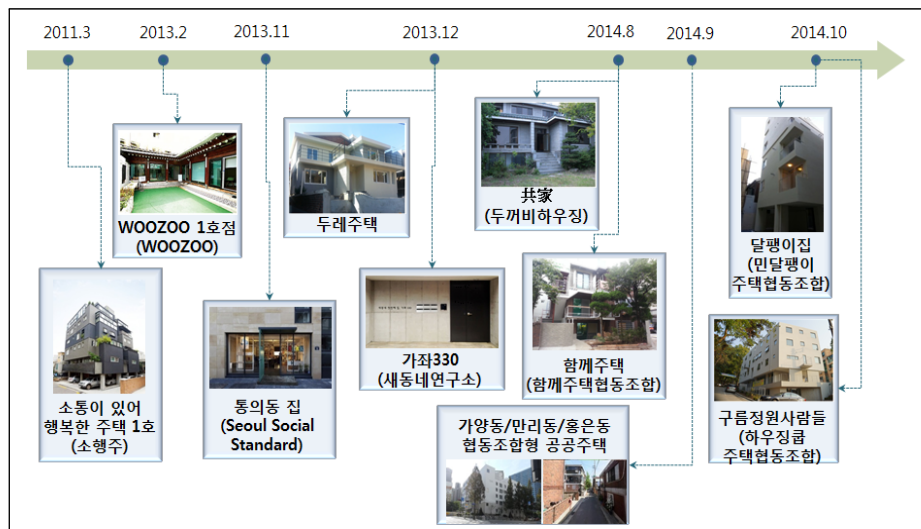 2011.3
2013.2
2013.11
2013.12
2014.8
2014.9
2014.10
WOOZOO 1호점
(WOOZOO)
두레주택
共家
(두꺼비하우징)
달팽이집
(민달팽이
주택협동조합)
소통이 있어
행복한 주택 1호
(소행주)
통의동 집
(Seoul Social
Standard)
가좌330
(새동네연구소)
함께주택
(함께주택협동조합)
구름정원사람들
(하우징쿱
주택협동조합)
가양동/만리동/홍은동
협동조합형 공공주택